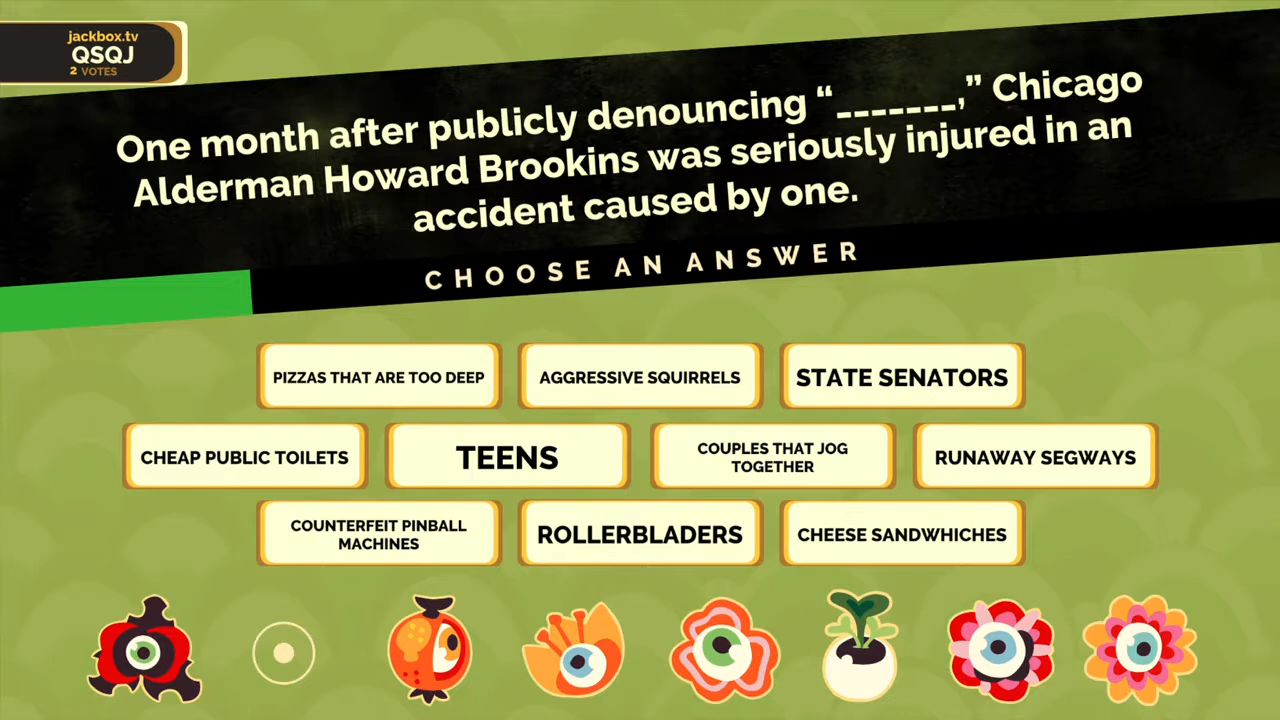 jackbox.tv
QSQJ
2 VOTES
One month after publicly denouncing “_______,” Chicago
Alderman Howard Brookins was seriously injured in an
accident caused by one.
CHOOSE AN ANSWER
PIZZAS THAT ARE TOO DEEP
AGGRESSIVE SQUIRRELS
STATE SENATORS
CHEAP PUBLIC TOILETS
TEENS
COUPLES THAT JOG
TOGETHER
RUNAWAY SEGWAYS
COUNTERFEIT PINBALL
MACHINES
ROLLERBLADERS
CHEESE SANDWHICHES